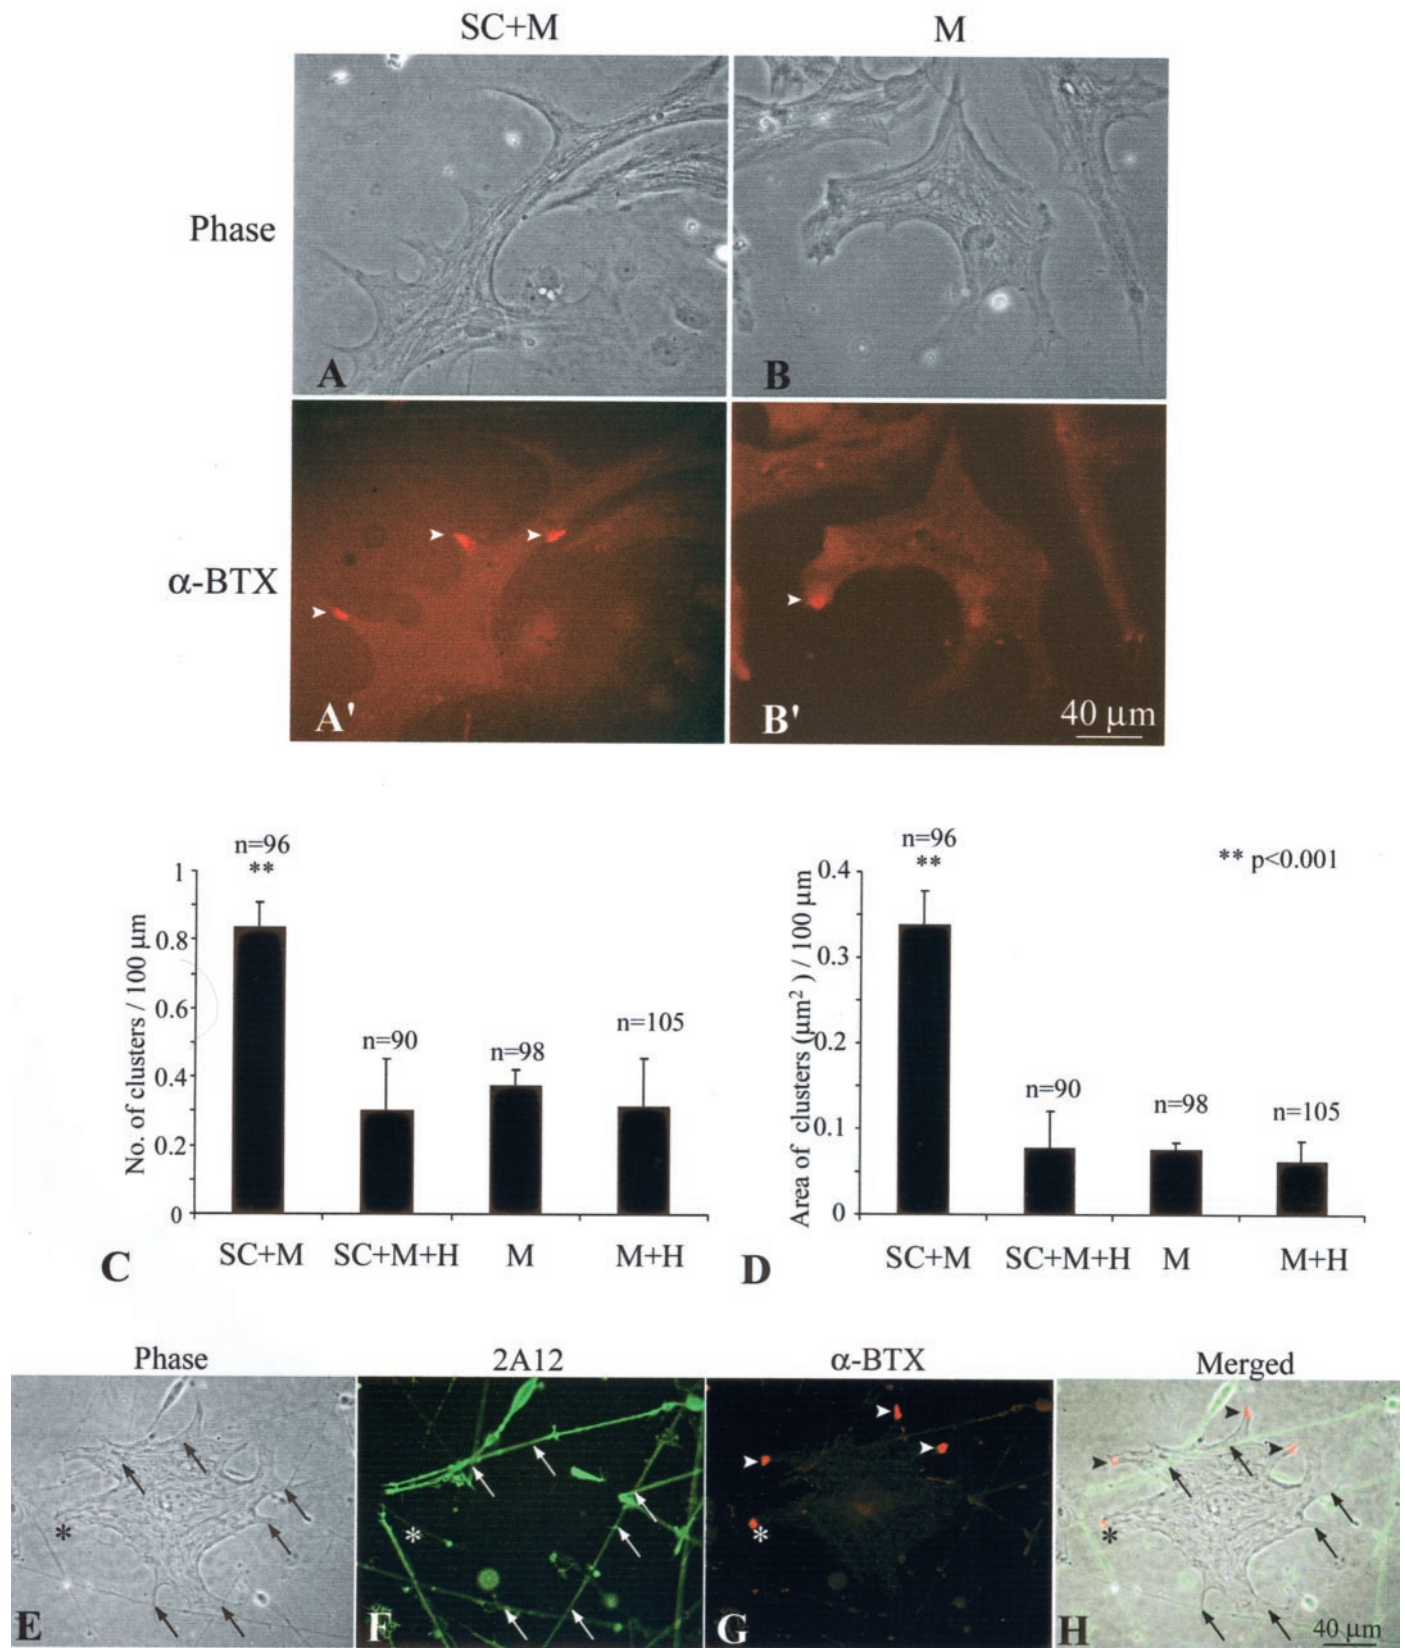 SC+M
M
Phase
A
B
α-BTX
A'
B'
40 µm
n=96
**
n=90
n=98
n=105
No. of clusters / 100 µm
1
0.8
0.6
0.4
0.2
0
SC+M
SC+M+H
M
M+H
C
n=96
**
** p<0.001
n=90
n=98
n=105
Area of clusters (µm² ) / 100 µm
0.4
0.3
0.2
0.1
0
SC+M
SC+M+H
M
M+H
D
Phase
2A12
α-BTX
Merged
*
*
*
*
E
F
G
H
40 µm